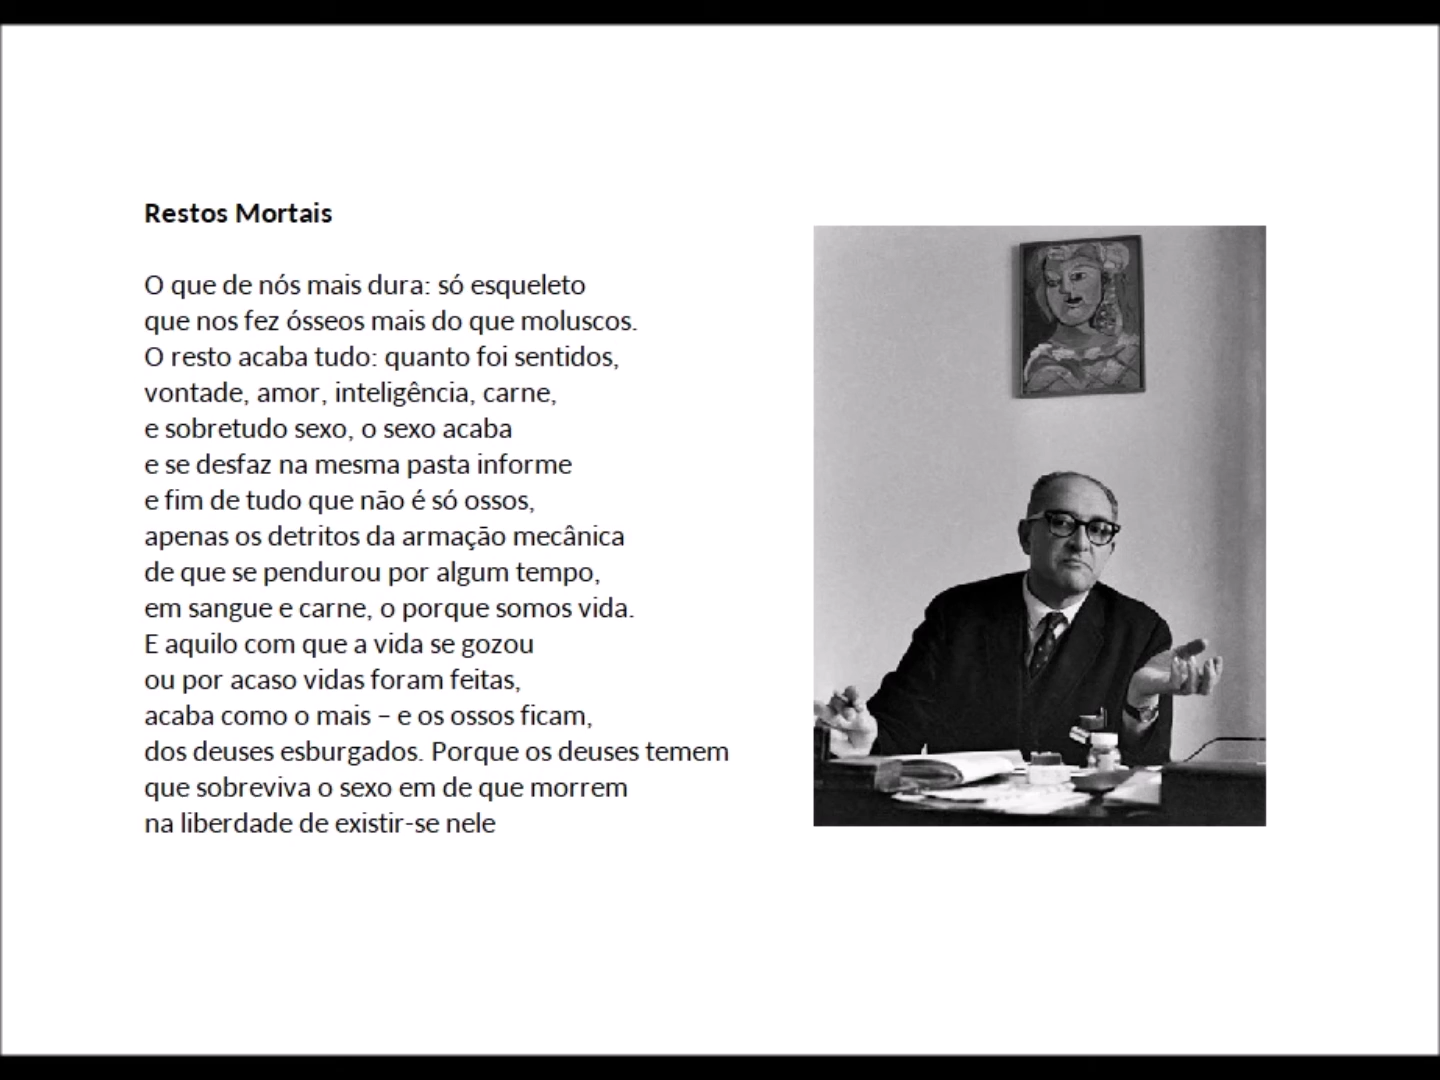 Restos Mortais
O que de nós mais dura: só esqueleto
que nos fez ósseos mais do que moluscos.
O resto acaba tudo: quanto foi sentidos,
vontade, amor, inteligência, carne,
e sobretudo sexo, o sexo acaba
e se desfaz na mesma pasta informe
e fim de tudo que não é só ossos,
apenas os detritos da armação mecânica
de que se pendurou por algum tempo,
em sangue e carne, o porque somos vida.
E aquilo com que a vida se gozou
ou por acaso vidas foram feitas,
acaba como o mais – e os ossos ficam,
dos deuses esburgados. Porque os deuses temem
que sobreviva o sexo em de que morrem
na liberdade de existir-se nele